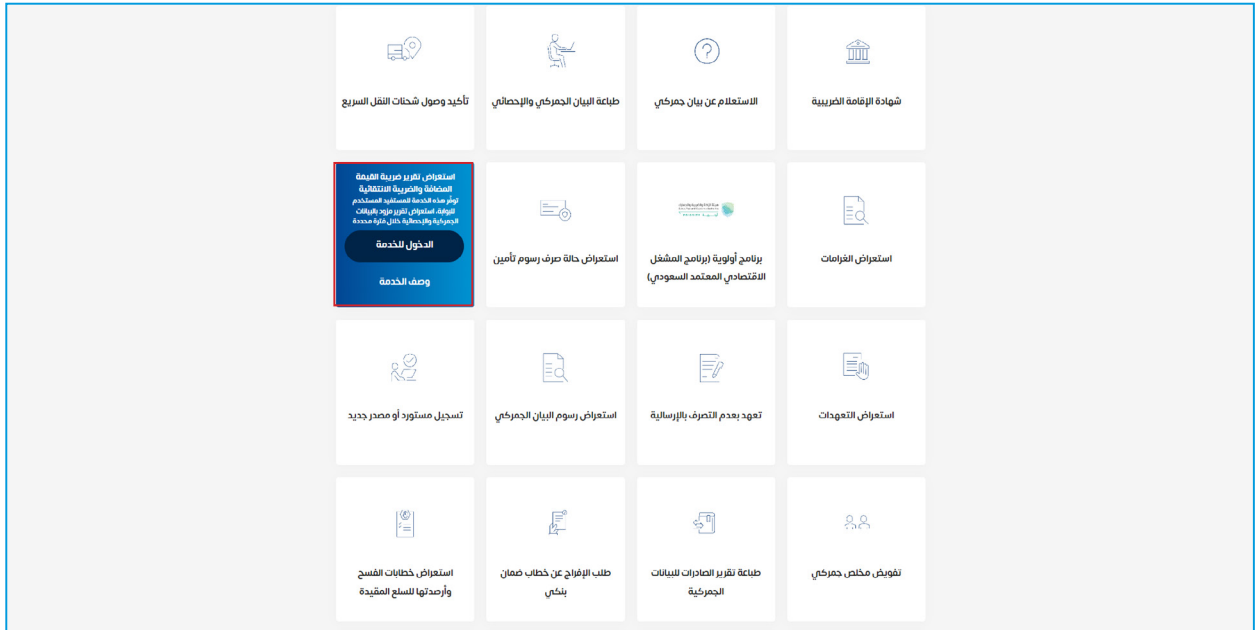 شهادة الإقامة الضريبية
الاستعلام عن بيان جمركي
طباعة البيان الجمركي والإحصائي
تأكيد وصول شحنات النقل السريع
استعراض الغرامات
برنامج أولوية (برنامج المشغل
الاقتصادي المعتمد السعودي)
استعراض حالة صرف رسوم تأمين
استعراض تقرير ضريبة القيمة
المضافة والضريبة الانتقائية
توفّر هذه الخدمة للمستفيد المستخدم
للبوابة، استعراض تقرير مزود بالبيانات
الجمركية والإحصائية خلال فترة محددة
الدخول للخدمة
وصف الخدمة
استعراض التعهدات
تعهد بعدم التصرف بالإرسالية
استعراض رسوم البيان الجمركي
تسجيل مستورد أو مصدر جديد
تفويض مخلص جمركي
طباعة تقرير الصادرات للبيانات
الجمركية
طلب الإفراج عن خطاب ضمان
بنكي
استعراض خطابات الفسح
وأرصدتها للسلع المقيدة